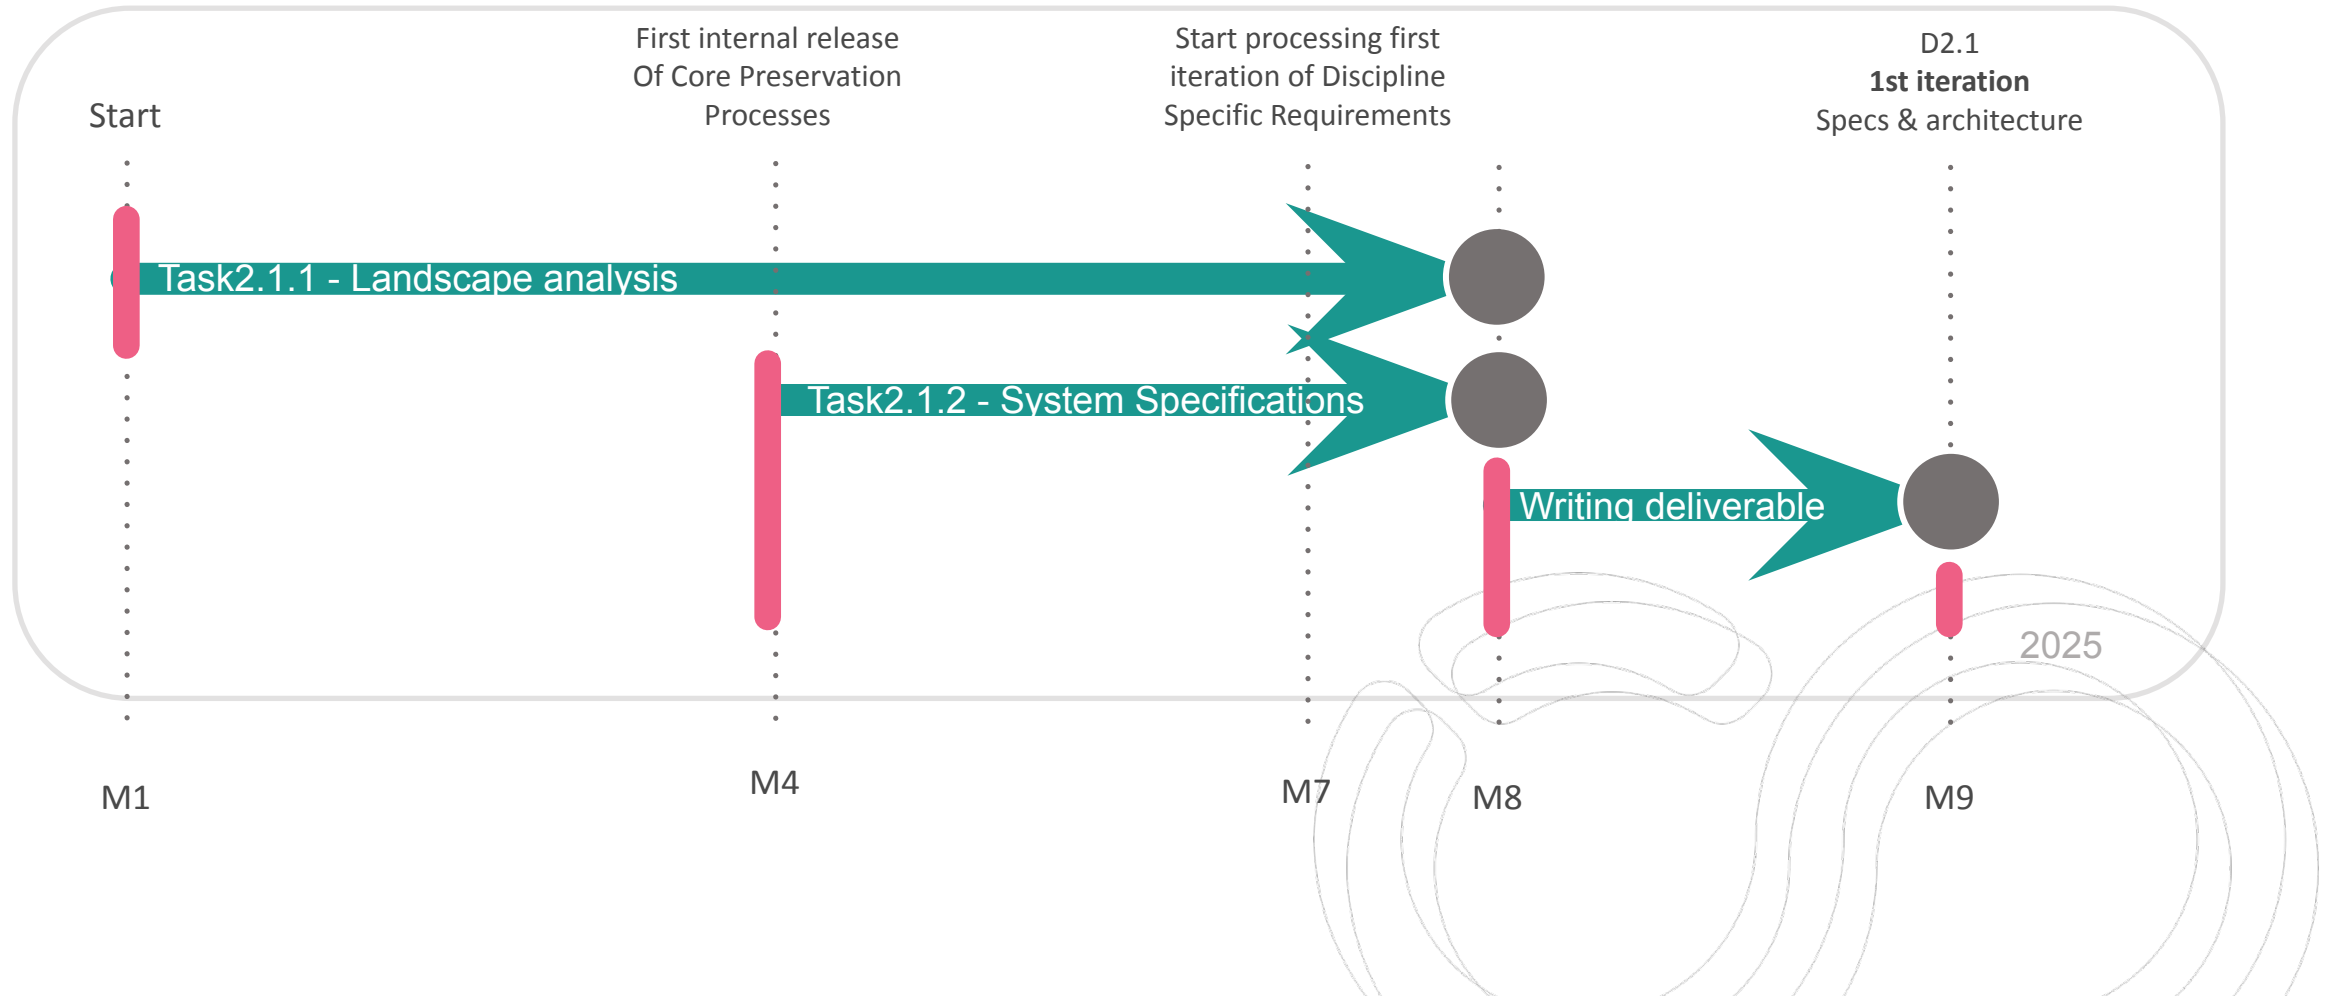 First internal release
Of Core Preservation
Processes
Start processing first
iteration of Discipline
Specific Requirements
D2.1
1st iteration
Specs & architecture
Start
Task2.1.1 - Landscape analysis
Task2.1.2 - System Specifications
Writing deliverable
2025
M1
M4
M7
M8
M9